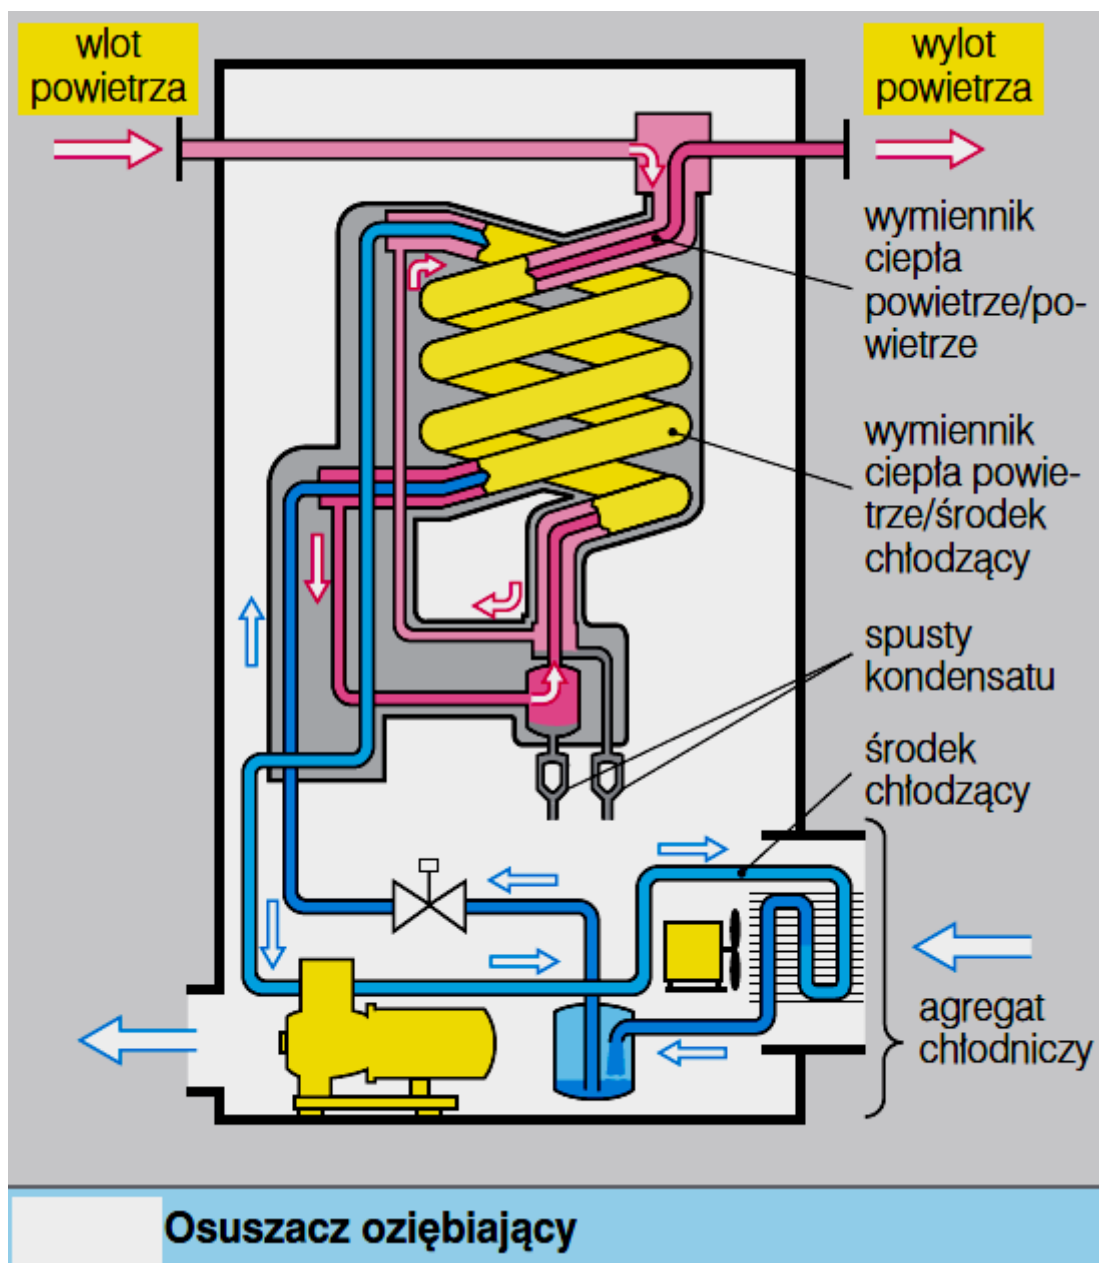 wlot
powietrza
wylot
powietrza
wymiennik
ciepła
powietrze/po-
wietrze
wymiennik
ciepła powie-
trze/środek
chłodzący
spusty
kondensatu
środek
chłodzący
agregat
chłodniczy
Osuszacz oziębiający